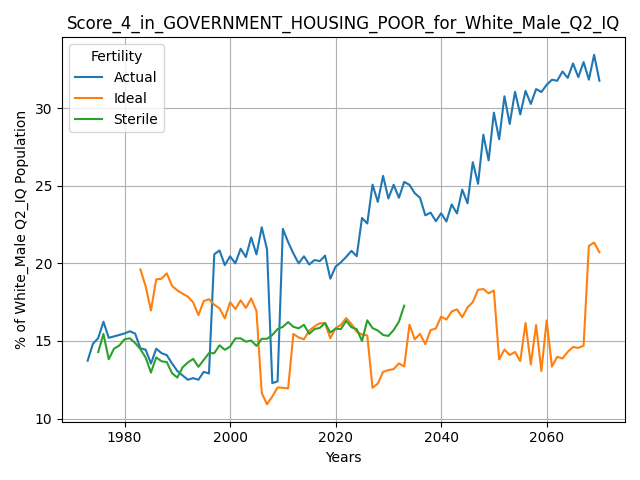 Score_4_in_GOVERNMENT_HOUSING_POOR_for_White_Male_Q2_IQ
Fertility
Actual
Ideal
Sterile
% of White_Male Q2_IQ Population
30
25
20
15
10
1980
2000
2020
2040
2060
Years